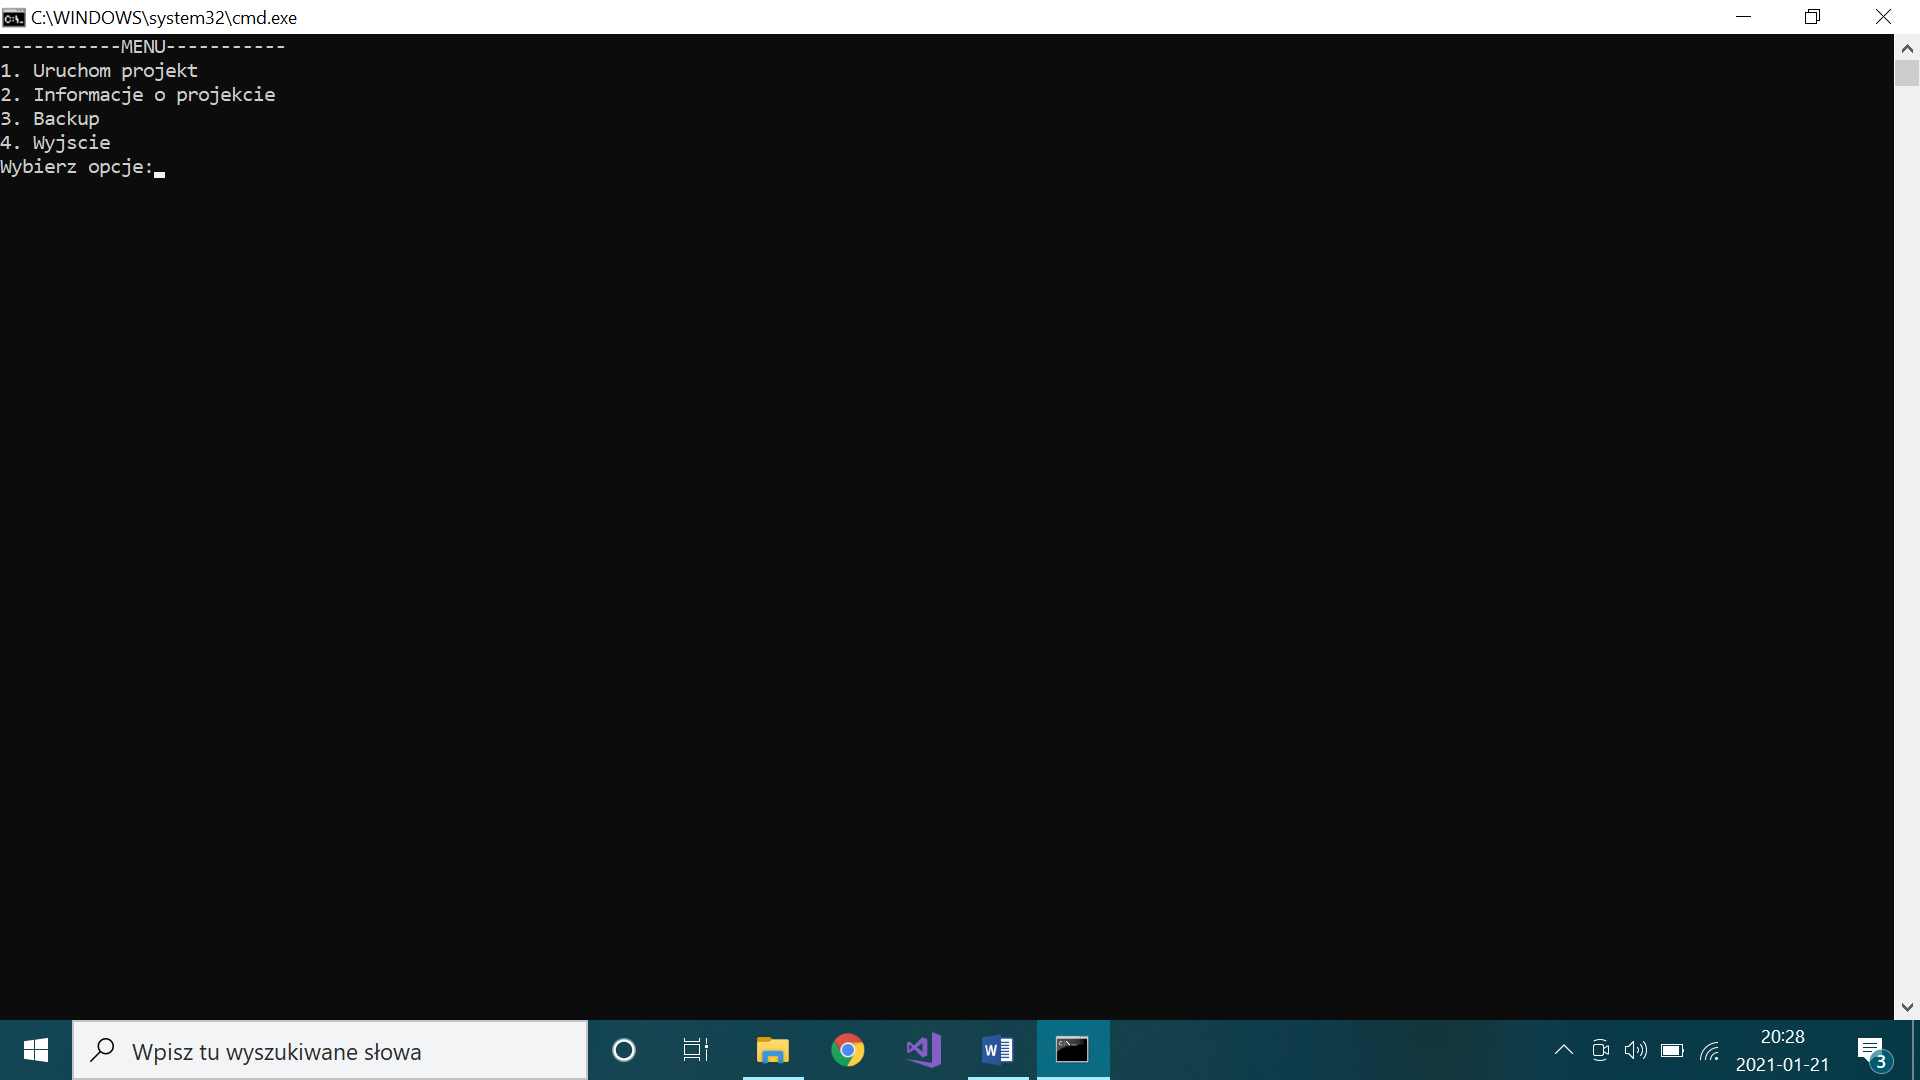 C:\WINDOWS\system32\cmd.exe
-----------MENU-----------
1. Uruchom projekt
2. Informacje o projekcie
3. Backup
4. Wyjscie
Wybierz opcje:
Wpisz tu wyszukiwane słowa
20:28
2021-01-21
3